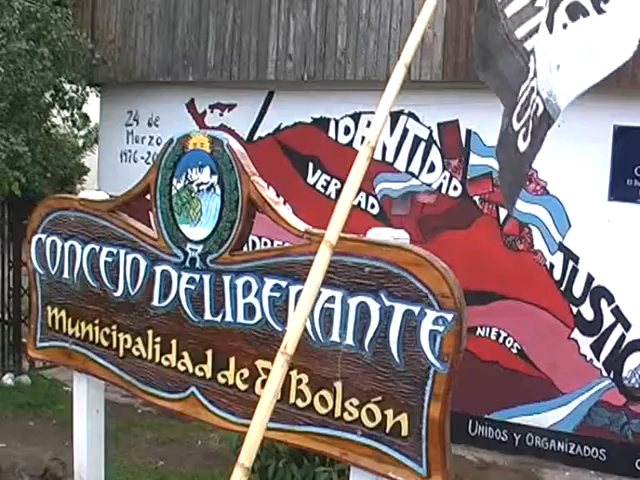 24 de
Marzo
1976-20
IDENTIDAD
VERDAD
JUSTIC
NIETOS
UNIDOS Y ORGANIZADOS
CONCEJO DELIBERANTE
Municipalidad de El Bolsón